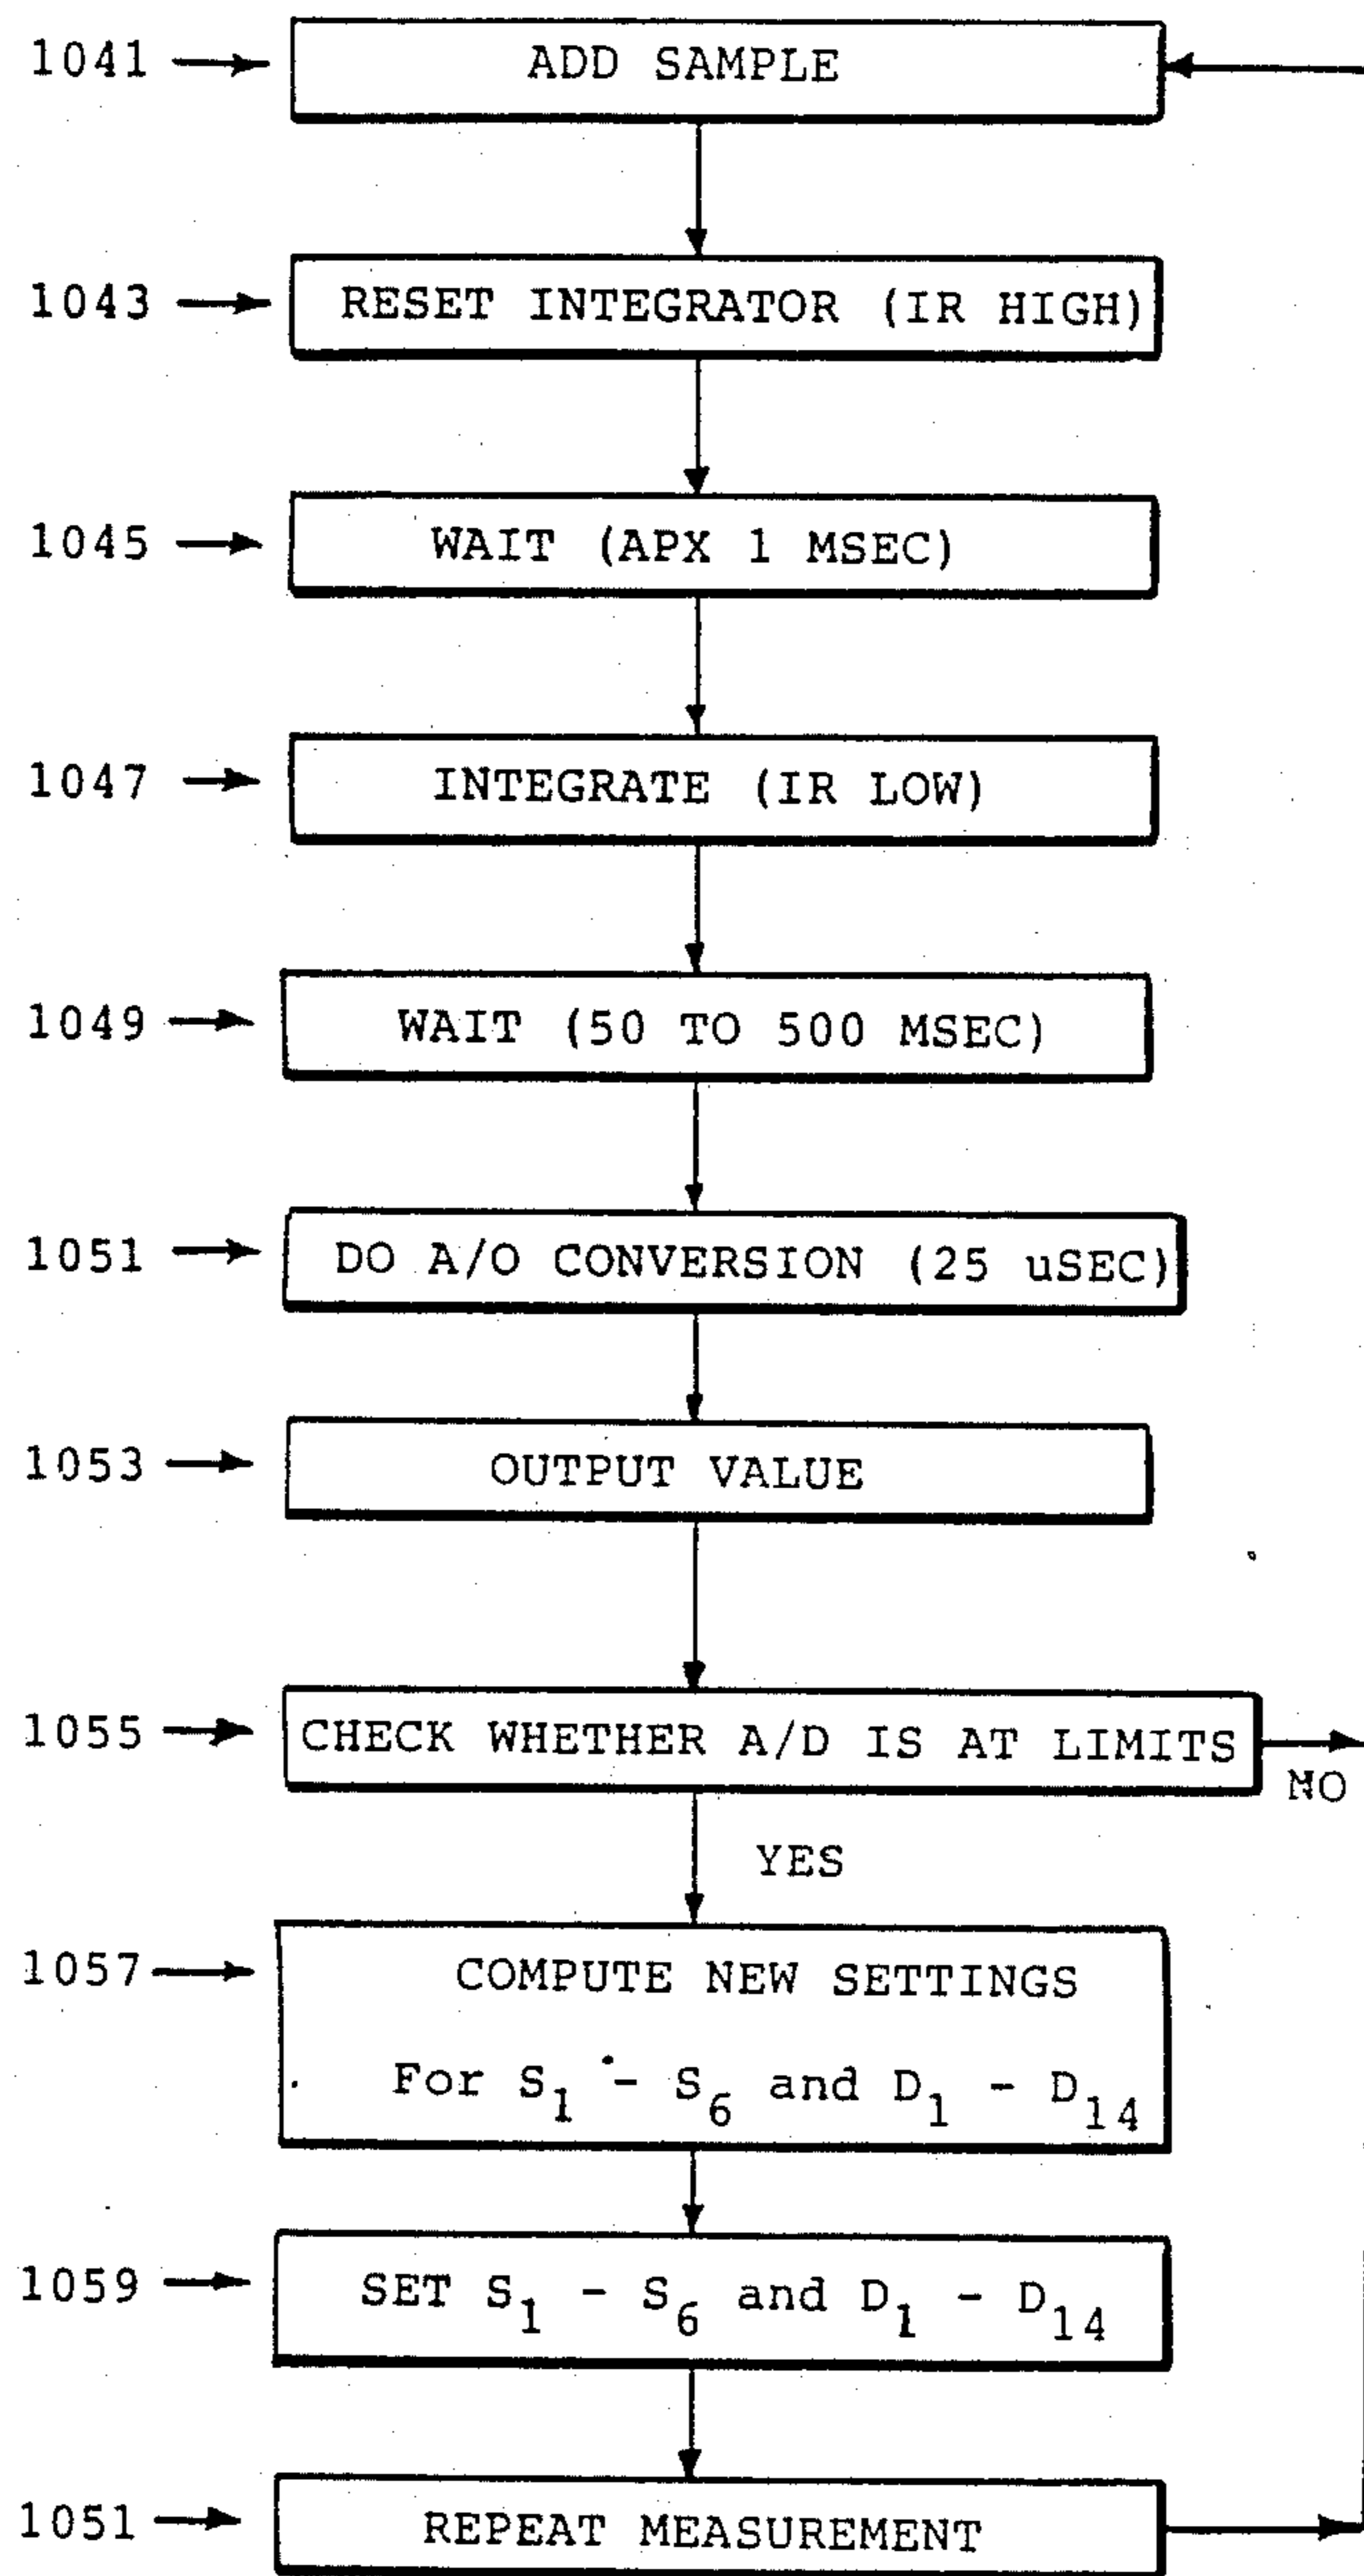 1041 ADD SAMPLE
1043 RESET INTEGRATOR (IR HIGH)
1045 WAIT (APX 1 MSEC)
1047 INTEGRATE (IR LOW)
1049 WAIT (50 TO 500 MSEC)
1051 DO A/O CONVERSION (25 uSEC)
1053 OUTPUT VALUE
1055 CHECK WHETHER A/D IS AT LIMITS
NO
YES
1057 COMPUTE NEW SETTINGS
For S1 - S6 and D1 - D14
1059 SET S1 - S6 and D1 - D14
1051 REPEAT MEASUREMENT